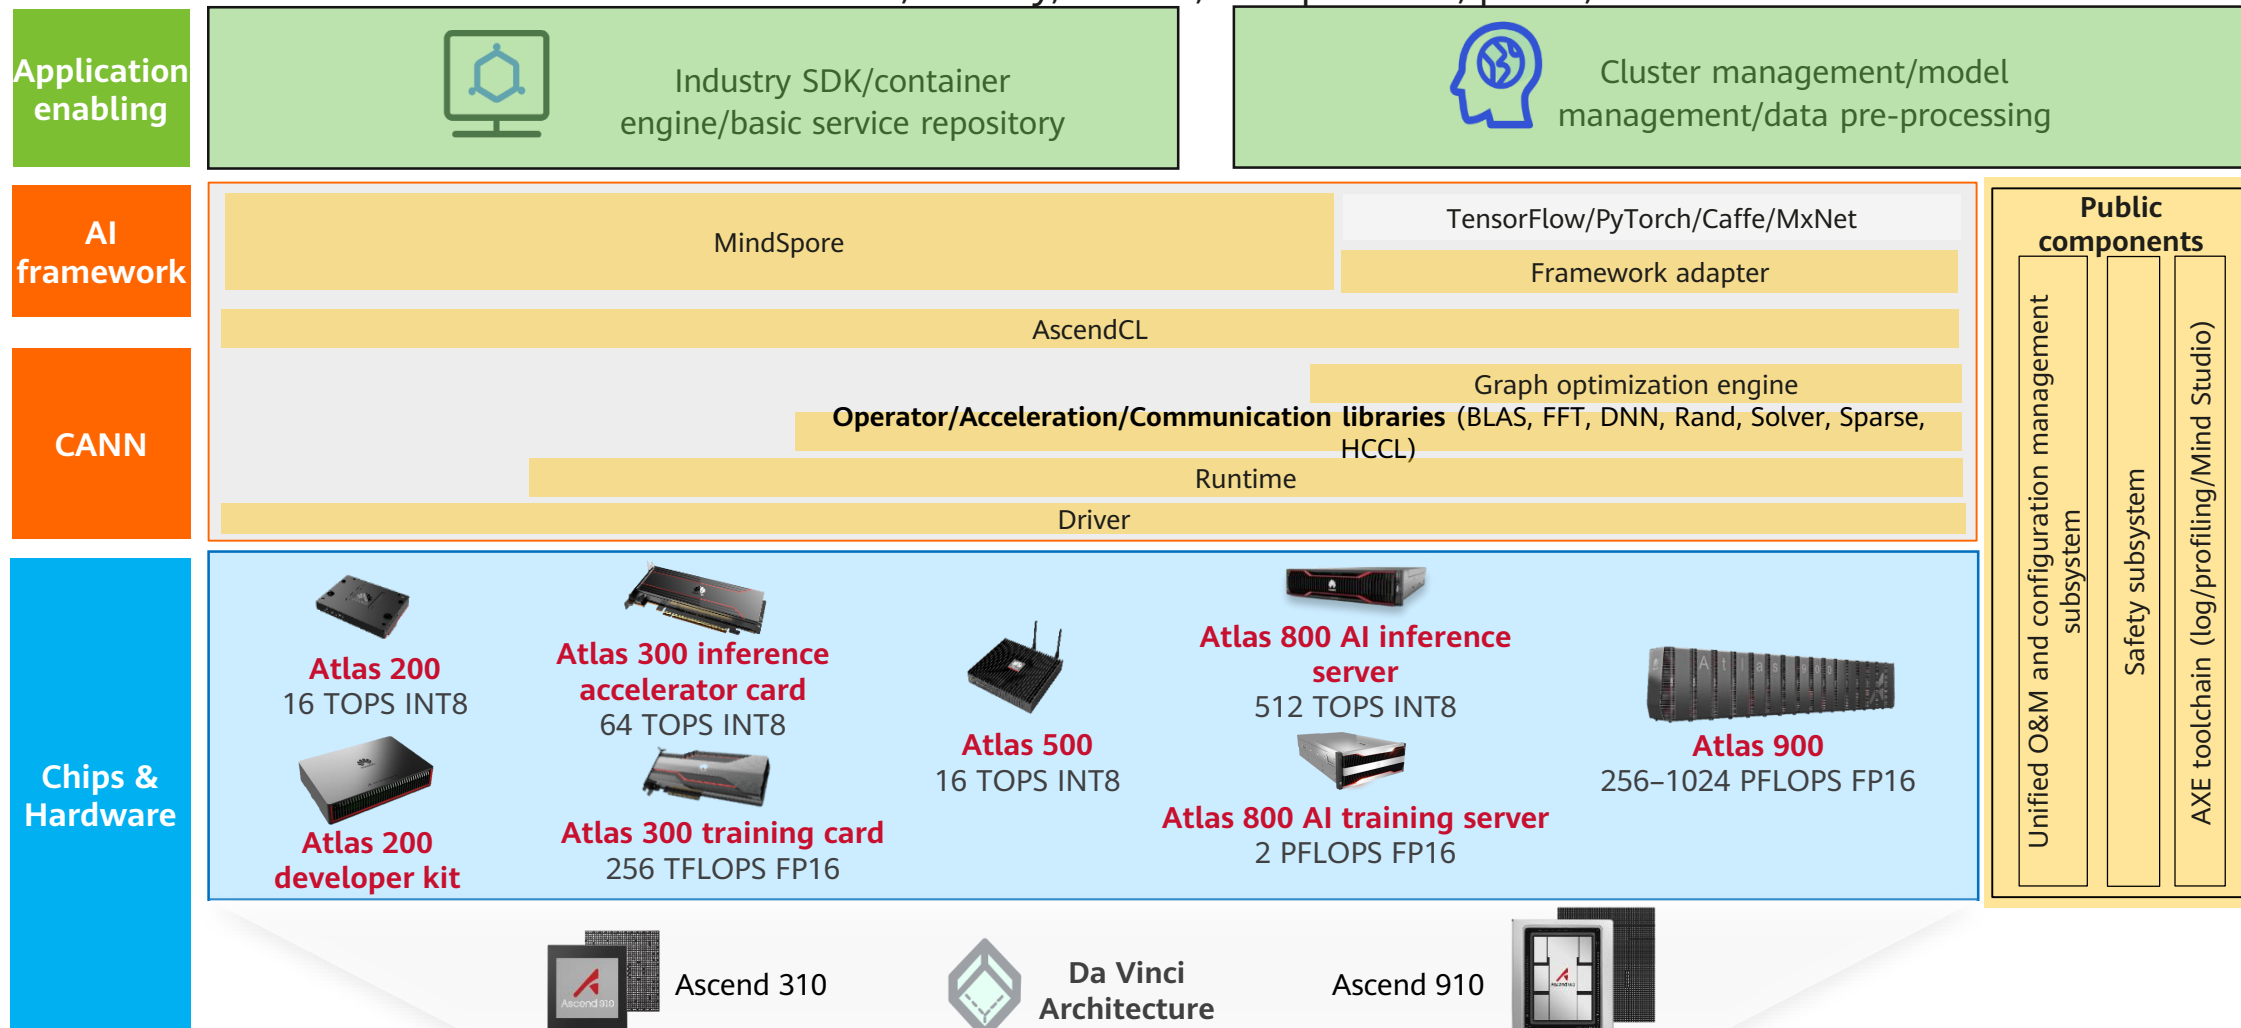 Application
enabling
Industry SDK/container
engine/basic service repository
Cluster management/model
management/data pre-processing
AI
framework
MindSpore
TensorFlow/PyTorch/Caffe/MxNet
Framework adapter
AscendCL
CANN
Graph optimization engine
Operator/Acceleration/Communication libraries (BLAS, FFT, DNN, Rand, Solver, Sparse,
HCCL)
Runtime
Driver
Public
components
Unified O&M and configuration management
subsystem
Safety subsystem
AXE toolchain (log/profiling/Mind Studio)
Chips &
Hardware
Atlas 200
16 TOPS INT8
Atlas 200
developer kit
Atlas 300 inference
accelerator card
64 TOPS INT8
Atlas 300 training card
256 TFLOPS FP16
Atlas 500
16 TOPS INT8
Atlas 800 AI inference
server
512 TOPS INT8
Atlas 800 AI training server
2 PFLOPS FP16
Atlas 900
Atlas 900
256–1024 PFLOPS FP16
Ascend 310
Ascend 310
Da Vinci
Architecture
Ascend 910
Ascend 910